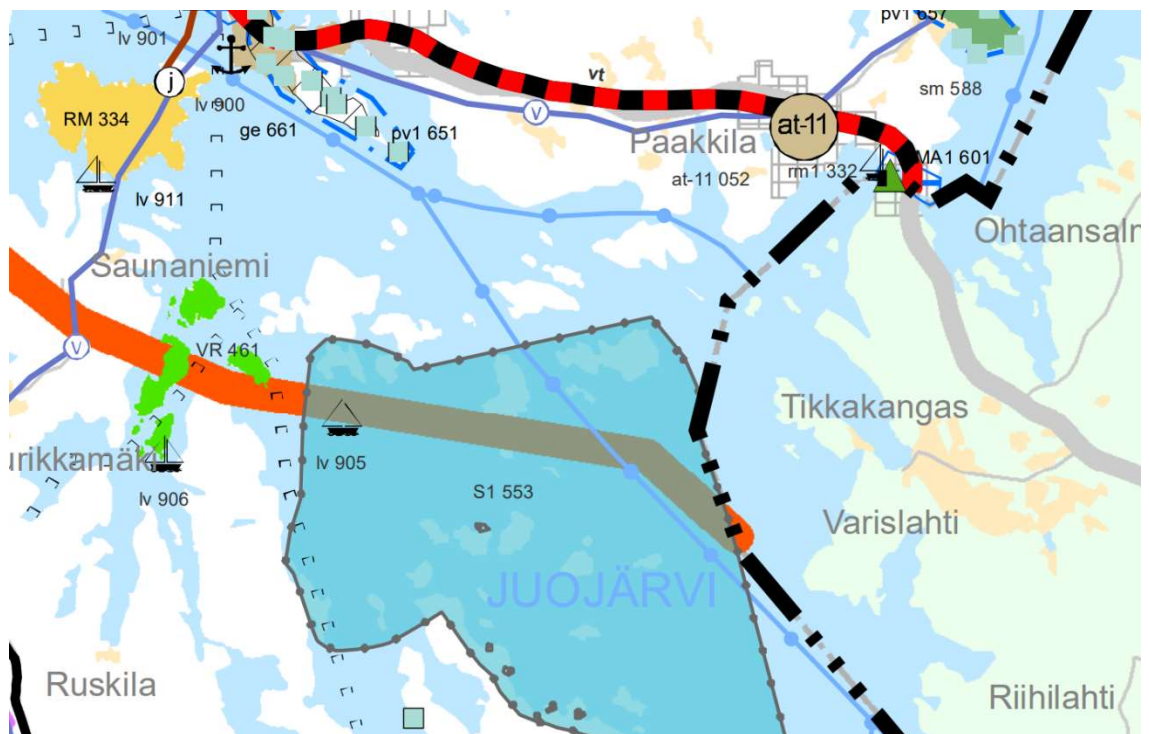 lv 901
pv1 657
RM 334
j
lv 900
vt
sm 588
ge 661
pv1 651
v
Paakkila
at-11
at-11 052
rm1 332
MA1 601
lv 911
Ohtaansalm
Saunaniemi
v
VR 461
Tikkakangas
urikkamäk
lv 905
lv 906
S1 553
Varislahti
JUOJÄRVI
Ruskila
Riihilahti